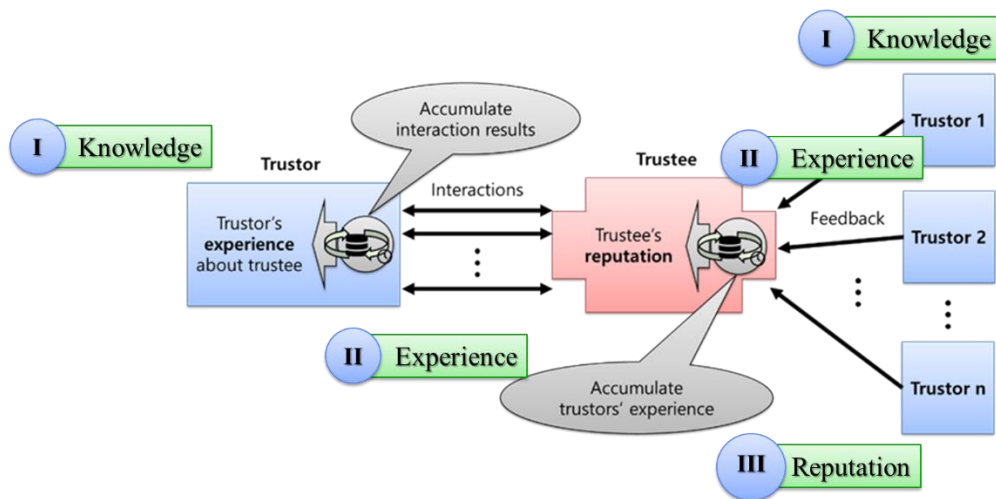 I Knowledge
Accumulate
interaction results
I Knowledge
Trustor
Trustee
Trustor 1
II Experience
Interactions
Trustor's
experience
about trustee
Trustee's
reputation
Feedback
Trustor 2
II Experience
Accumulate
trustors' experience
Trustor n
III Reputation